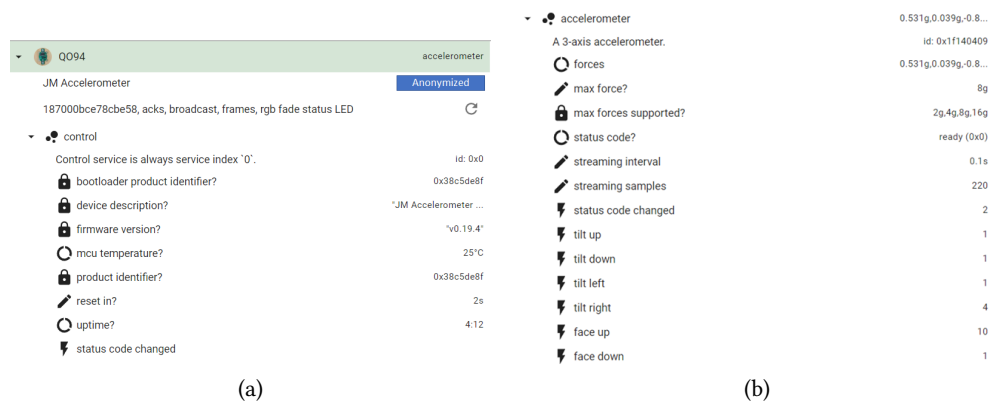 QO94 accelerometer
JM Accelerometer Anonymized
187000bce78cbe58, acks, broadcast, frames, rgb fade status LED
control
Control service is always service index `0`. id: 0x0
bootloader product identifier? 0x38c5de8f
device description? "JM Accelerometer ...
firmware version? "v0.19.4"
mcu temperature? 25°C
product identifier? 0x38c5de8f
reset in? 2s
uptime? 4:12
status code changed
(a)
accelerometer 0.531g,0.039g,-0.8...
A 3-axis accelerometer. id: 0x1f140409
forces 0.531g,0.039g,-0.8...
max force? 8g
max forces supported? 2g,4g,8g,16g
status code? ready (0x0)
streaming interval 0.1s
streaming samples 220
status code changed 2
tilt up 1
tilt down 1
tilt left 1
tilt right 4
face up 10
face down 1
(b)